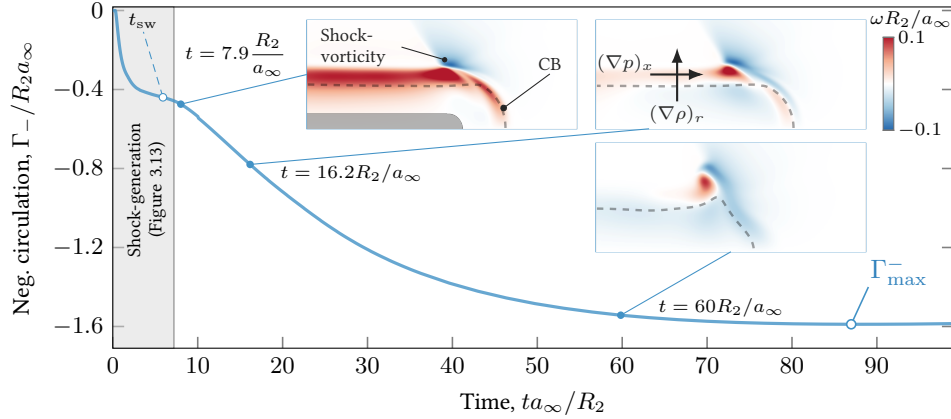 0
−0.4
−0.8
−1.2
−1.6
Neg. circulation, Γ₋/R₂a∞
t_sw
t = 7.9 R₂/a∞
Shock-generation
(Figure 3.13)
Shock-
vorticity
CB
(∇p)ₓ
(∇ρ)ᵣ
ωR₂/a∞
0.1
−0.1
t = 16.2R₂/a∞
t = 60R₂/a∞
Γ⁻_max
0 10 20 30 40 50 60 70 80 90
Time, ta∞/R₂